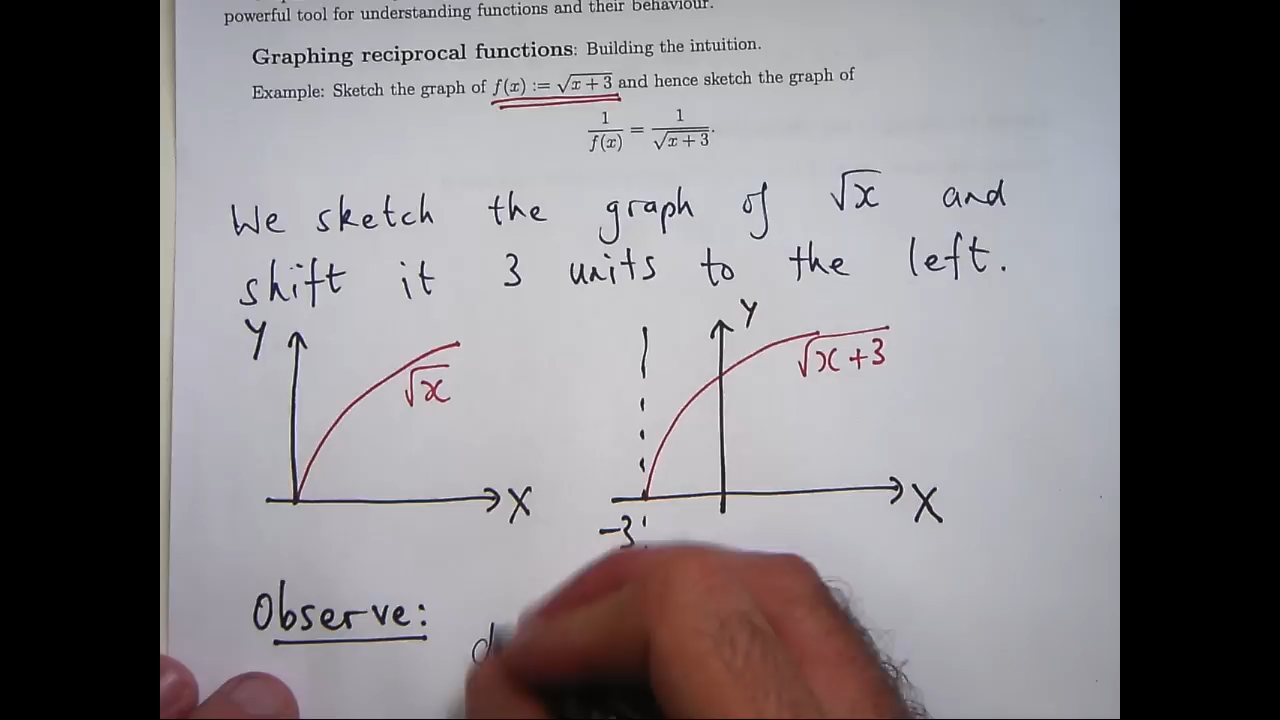 powerful tool for understanding functions and their behaviour.
Graphing reciprocal functions: Building the intuition.
Example: Sketch the graph of f(x) := √(x + 3) and hence sketch the graph of
1/f(x) = 1/√(x + 3).
We sketch the graph of √x and
shift it 3 units to the left.
Y √x X
Y √(x+3) X
-3
Observe: